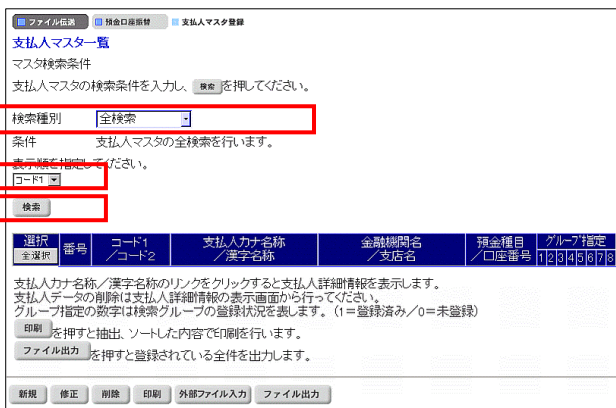 ファイル伝送 預金口座振替 支払人マスタ登録
支払人マスター覧
マスタ検索条件
支払人マスタの検索条件を入力し、 検索 を押してください。
検索種別 全検索
条件 支払人マスタの全検索を行います。
表示順を指定してください。
コード1
検索
選択 番号 コード1 支払人カナ名称 金融機関名 預金種目 グループ指定
全選択 /コード2 /漢字名称 /支店名 /口座番号 1 2 3 4 5 6 7 8
支払人カナ名称/漢字名称のリンクをクリックすると支払人詳細情報を表示します。
支払人データの削除は支払人詳細情報の表示画面から行ってください。
グループ指定の数字は検索グループの登録状況を表します。(1=登録済み/0=未登録)
印刷 を押すと抽出、ソートした内容で印刷を行います。
ファイル出力 を押すと登録されている全件を出力します。
新規 修正 削除 印刷 外部ファイル入力 ファイル出力